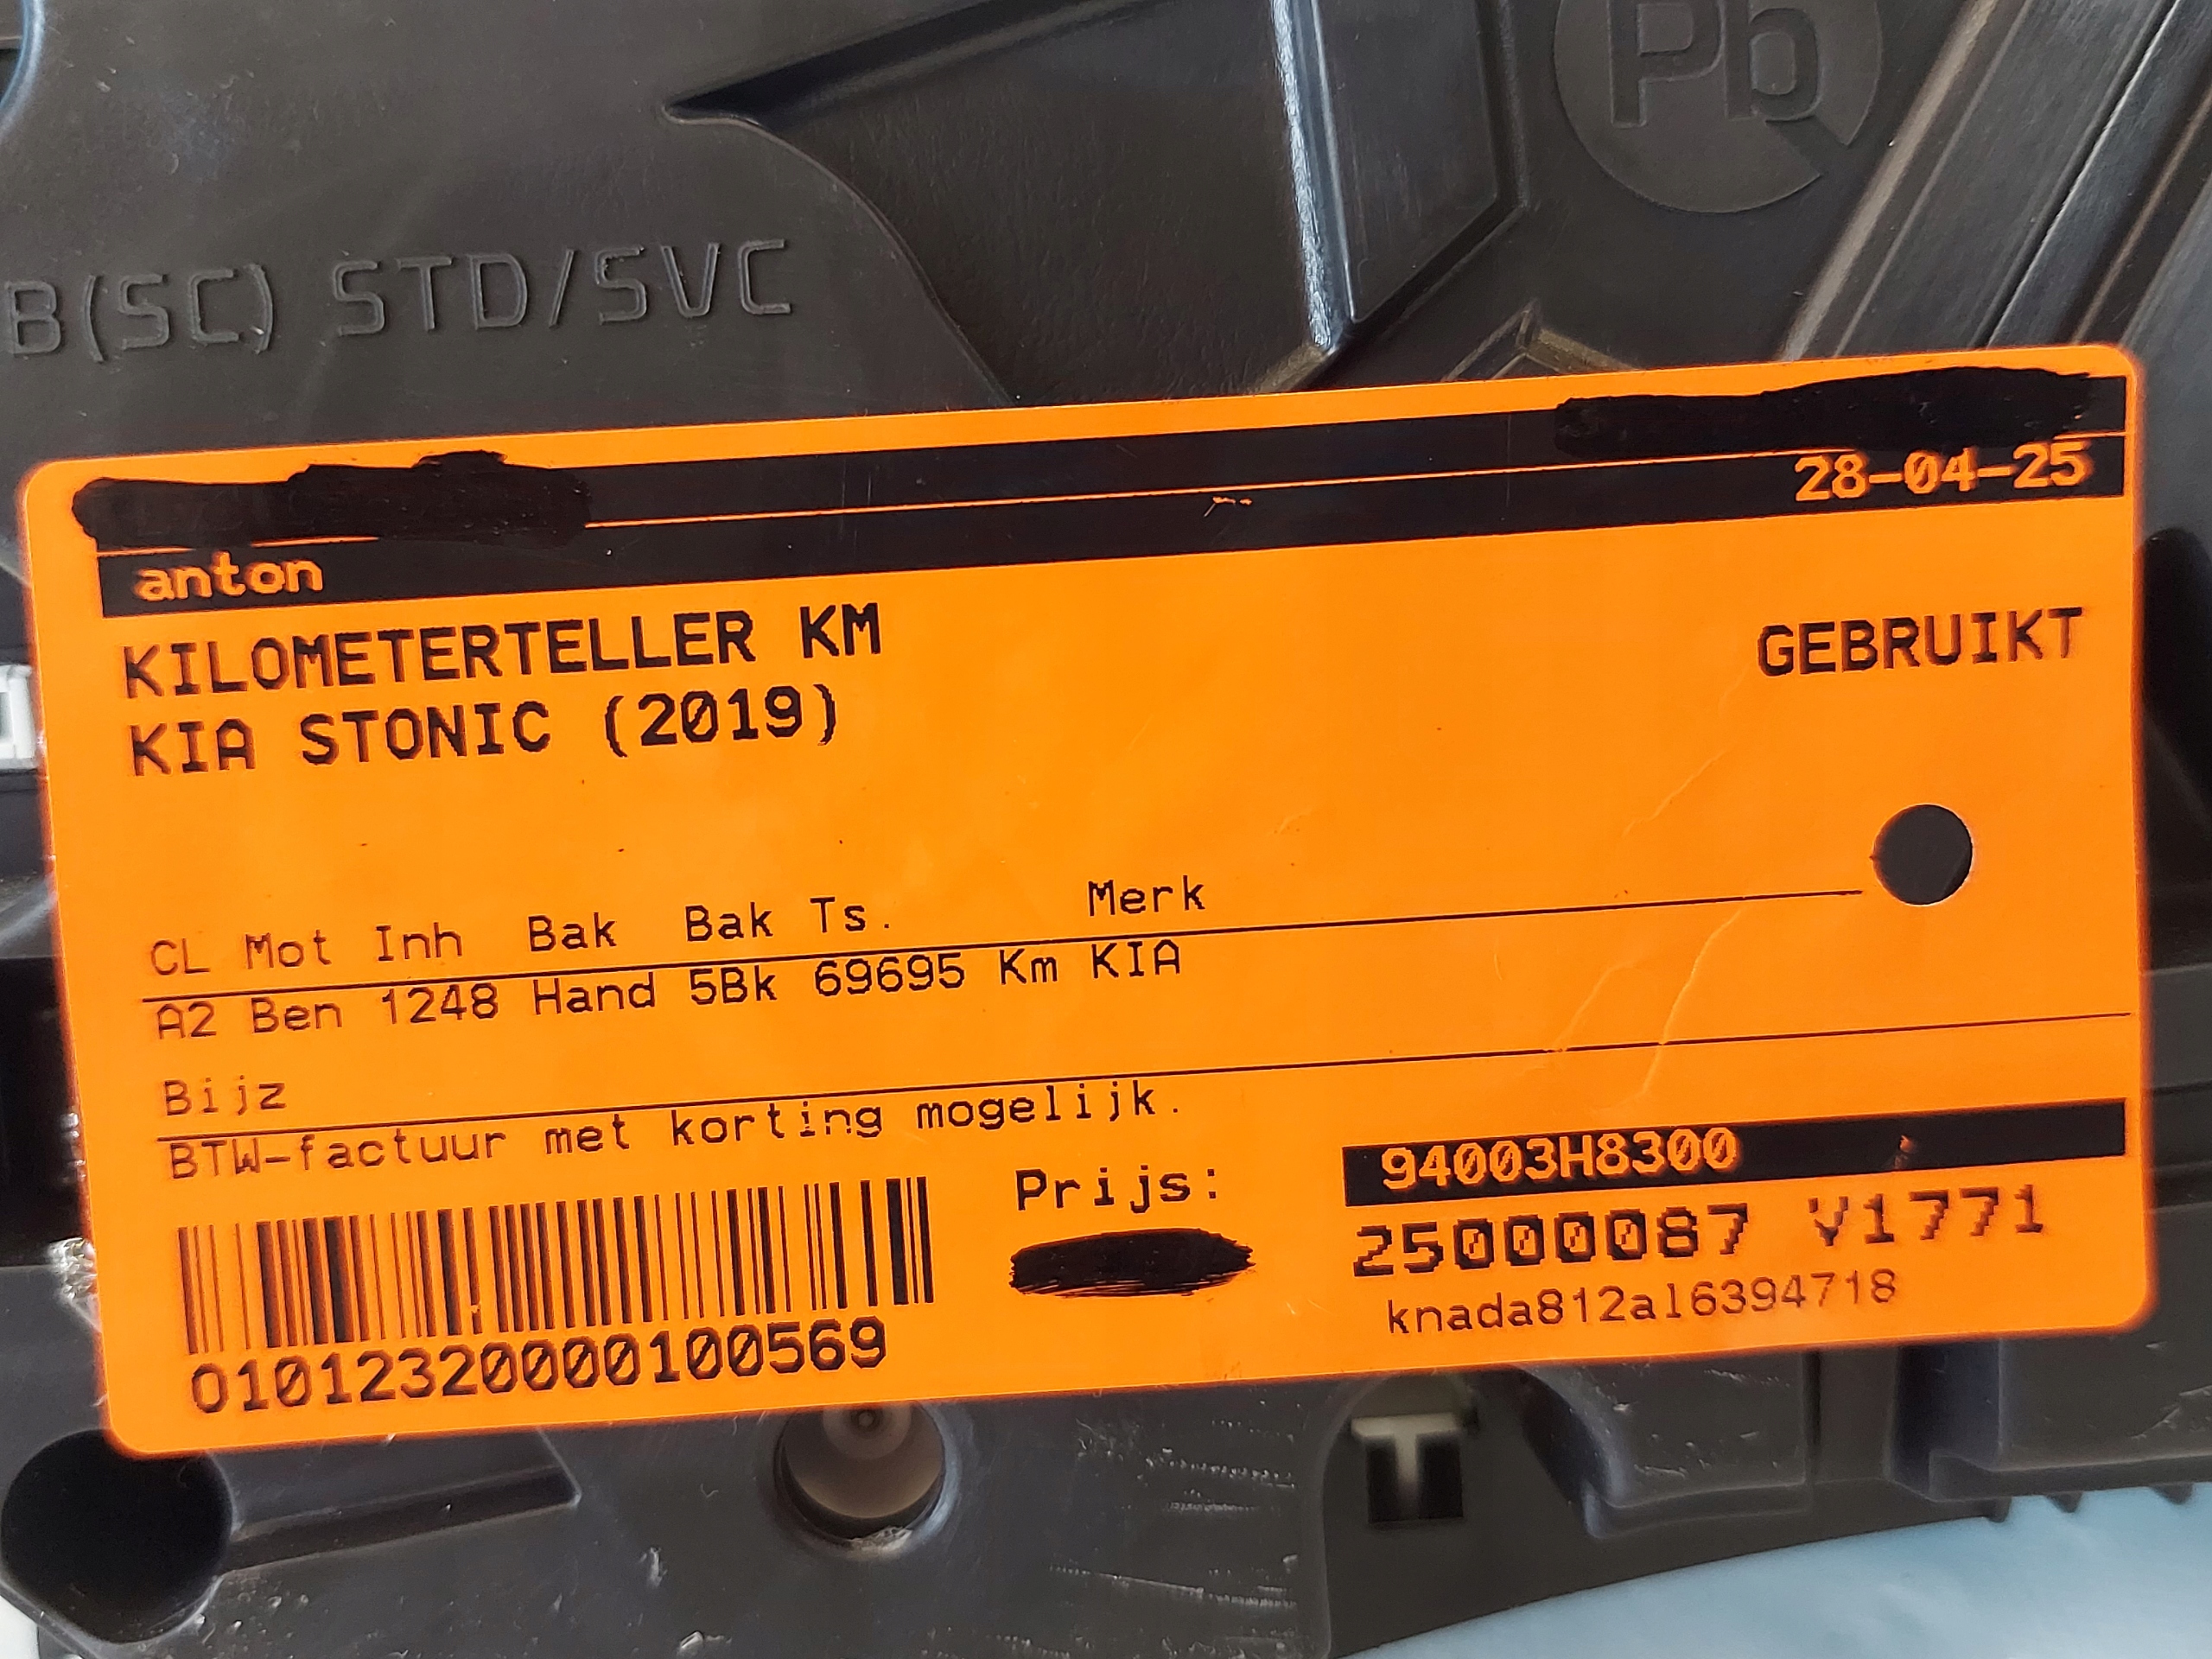 Pb
B(SC) STD/SVC
28-04-25
anton
KILOMETERTELLER KM GEBRUIKT
KIA STONIC (2019)
CL Mot Inh Bak Bak Ts. Merk
A2 Ben 1248 Hand 5Bk 69695 Km KIA
Bijz
BTW-factuur met korting mogelijk.
Prijs: 94003H8300
25000087 V1771
knada812al6394718
01012320000100569